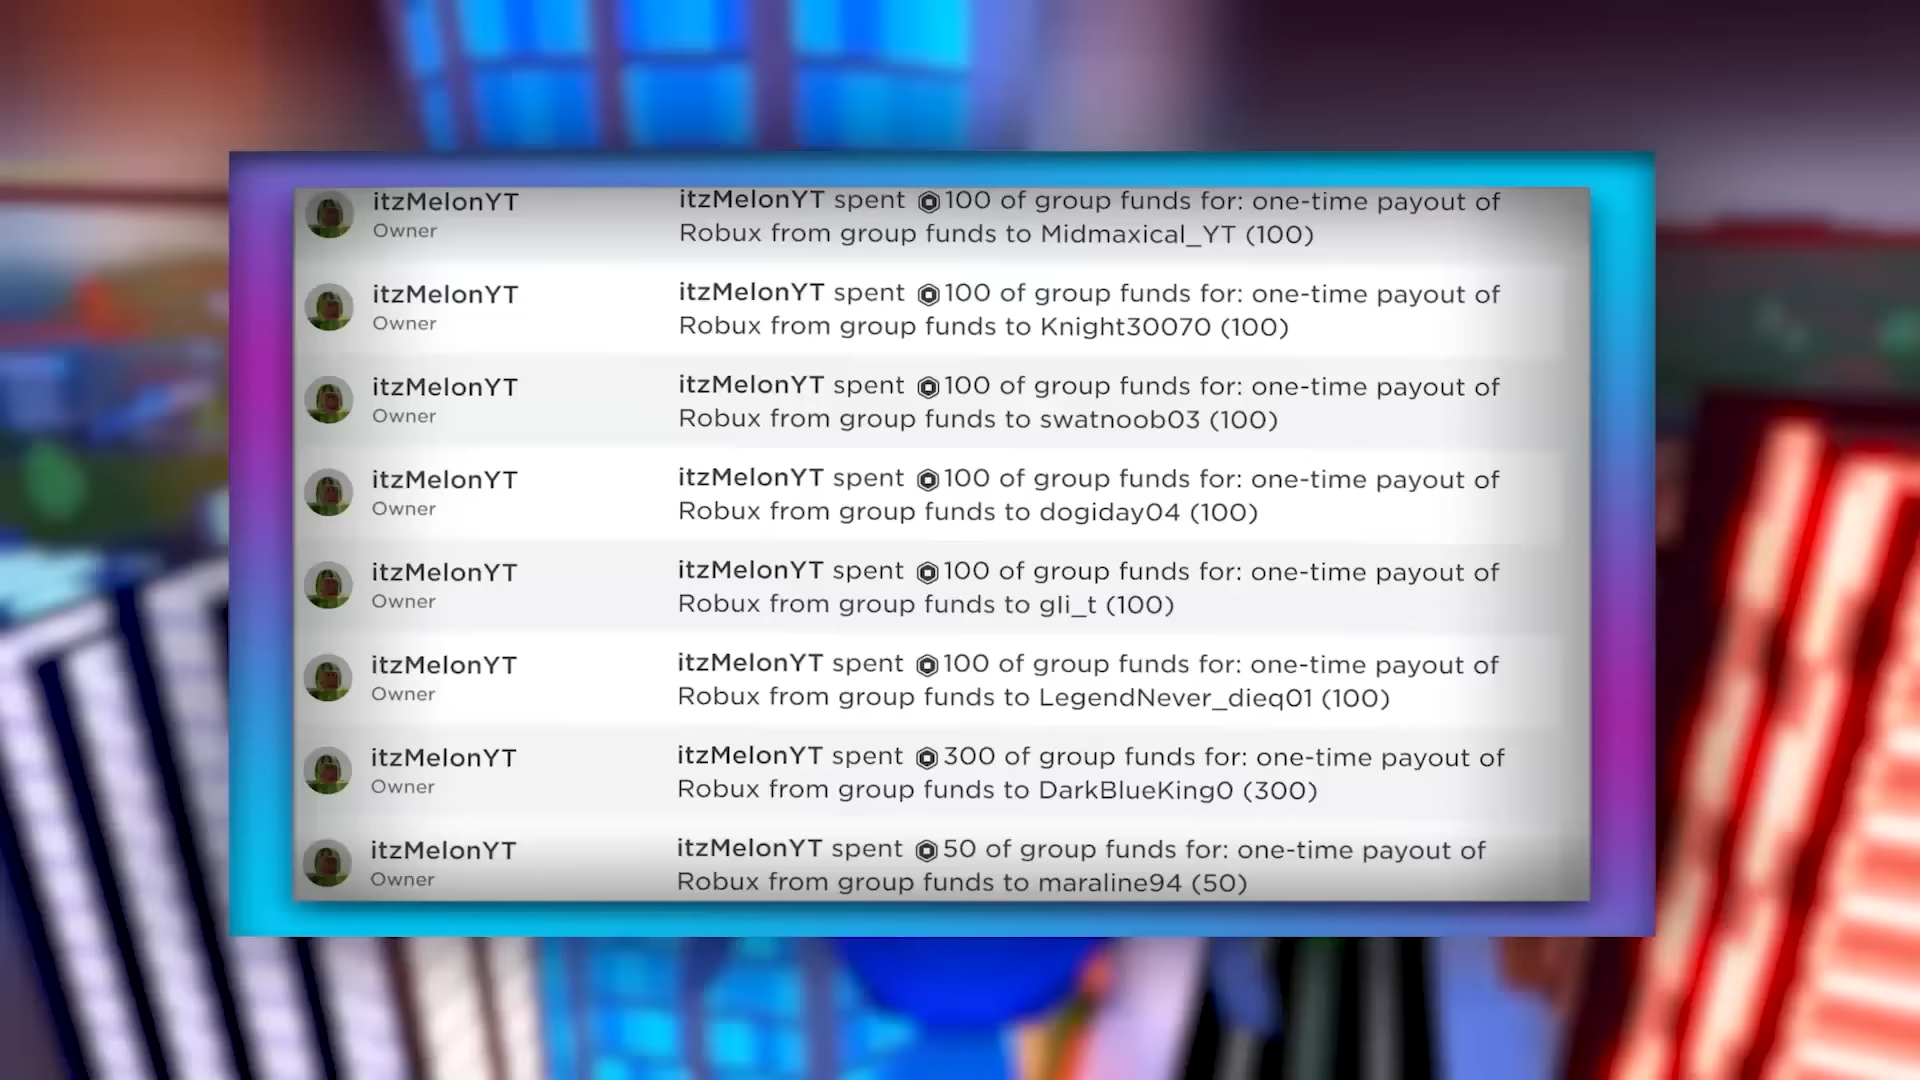 itzMelonYT
Owner
itzMelonYT spent 100 of group funds for: one-time payout of
Robux from group funds to Midmaxical_YT (100)
itzMelonYT
Owner
itzMelonYT spent 100 of group funds for: one-time payout of
Robux from group funds to Knight30070 (100)
itzMelonYT
Owner
itzMelonYT spent 100 of group funds for: one-time payout of
Robux from group funds to swatnoob03 (100)
itzMelonYT
Owner
itzMelonYT spent 100 of group funds for: one-time payout of
Robux from group funds to dogiday04 (100)
itzMelonYT
Owner
itzMelonYT spent 100 of group funds for: one-time payout of
Robux from group funds to gli_t (100)
itzMelonYT
Owner
itzMelonYT spent 100 of group funds for: one-time payout of
Robux from group funds to LegendNever_dieq01 (100)
itzMelonYT
Owner
itzMelonYT spent 300 of group funds for: one-time payout of
Robux from group funds to DarkBlueKing0 (300)
itzMelonYT
Owner
itzMelonYT spent 50 of group funds for: one-time payout of
Robux from group funds to maraline94 (50)